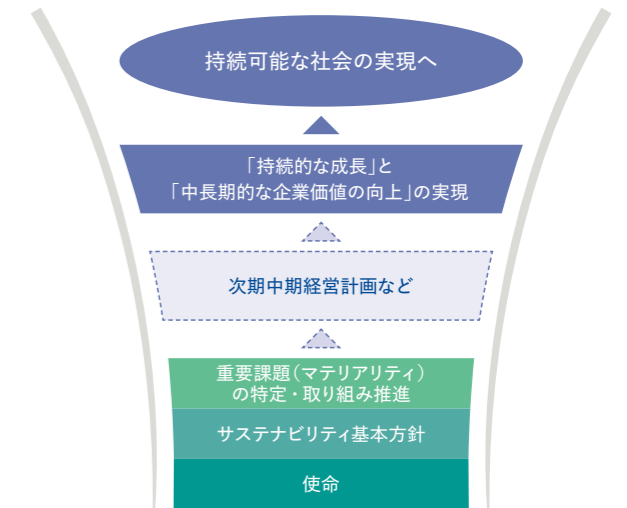 持続可能な社会の実現へ
「持続的な成長」と
「中長期的な企業価値の向上」の実現
次期中期経営計画など
重要課題（マテリアリティ）
の特定・取り組み推進
サステナビリティ基本方針
使命